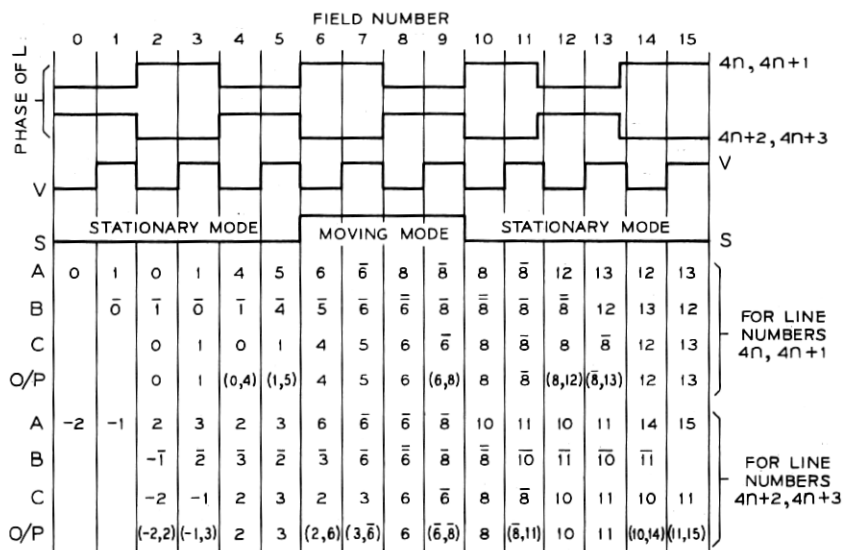 FIELD NUMBER
0 1 2 3 4 5 6 7 8 9 10 11 12 13 14 15
PHASE OF L
4n, 4n+1
4n+2, 4n+3
V V
S STATIONARY MODE MOVING MODE STATIONARY MODE S
A 0 1 0 1 4 5 6 6̄ 8 8̄ 8 8̄ 12 13 12 13
B 0̄ 1̄ 0̄ 1̄ 4̄ 5̄ 6̄ 6̿ 8̄ 8̿ 8̄ 8̿ 12 13 12
C 0 1 0 1 4 5 6 6̄ 8 8̄ 8 8̄ 12 13
O/P 0 1 (0,4) (1,5) 4 5 6 (6,8) 8 8̄ (8,12) (8̄,13) 12 13
FOR LINE
NUMBERS
4n, 4n+1
A -2 -1 2 3 2 3 6 6̄ 6̄ 8̄ 10 11 10 11 14 15
B -1̄ 2̄ 3̄ 2̄ 3̄ 6̄ 6̿ 8̄ 8̿ 1̄0̄ 1̄1̄ 1̄0̄ 1̄1̄
C -2 -1 2 3 2 3 6 6̄ 8 8̄ 10 11 10 11
O/P (-2,2) (-1,3) 2 3 (2,6) (3,6̄) 6 (6̄,8̄) 8 (8̄,11) 10 11 (10,14) (11,15)
FOR LINE
NUMBERS
4n+2, 4n+3